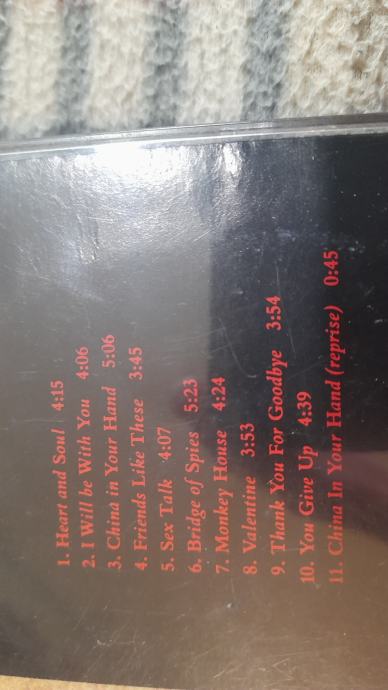 1. Heart and Soul 4:15
2. I Will be With You 4:06
3. China in Your Hand 5:06
4. Friends Like These 3:45
5. Sex Talk 4:07
6. Bridge of Spies 5:23
7. Monkey House 4:24
8. Valentine 3:53
9. Thank You For Goodbye 3:54
10. You Give Up 4:39
11. China In Your Hand (reprise) 0:45